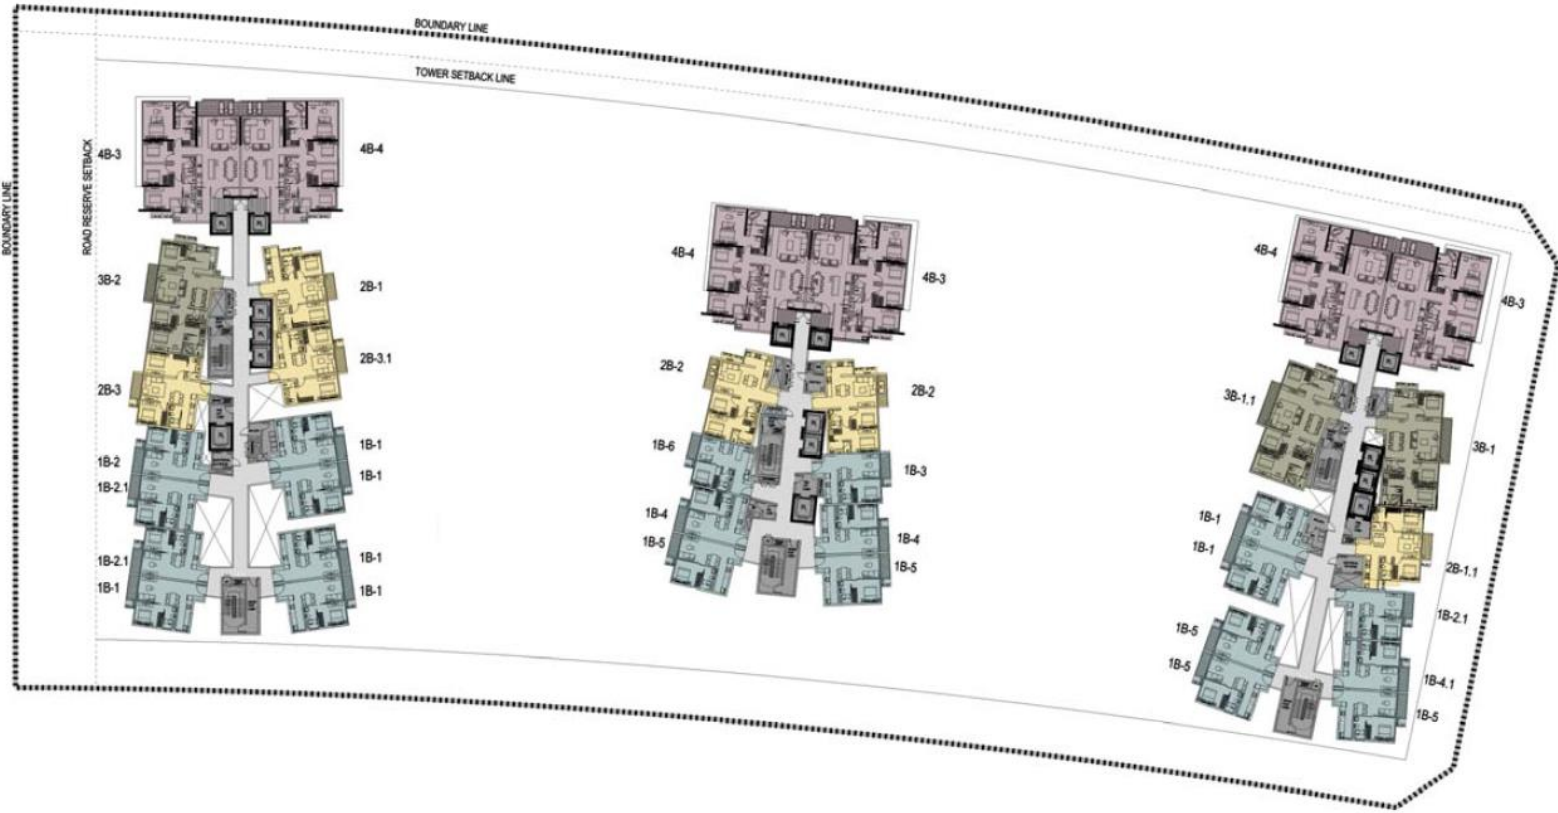 BOUNDARY LINE
TOWER SETBACK LINE
BOUNDARY LINE
ROAD RESERVE SETBACK
4B-3
4B-4
3B-2
2B-1
2B-3.1
2B-3
1B-1
1B-2
1B-1
1B-2.1
1B-2.1
1B-1
1B-1
1B-1
4B-4
4B-3
2B-2
2B-2
1B-6
1B-3
1B-4
1B-4
1B-5
1B-5
4B-4
4B-3
3B-1.1
3B-1
1B-1
1B-1
2B-1.1
1B-2.1
1B-5
1B-5
1B-4.1
1B-5